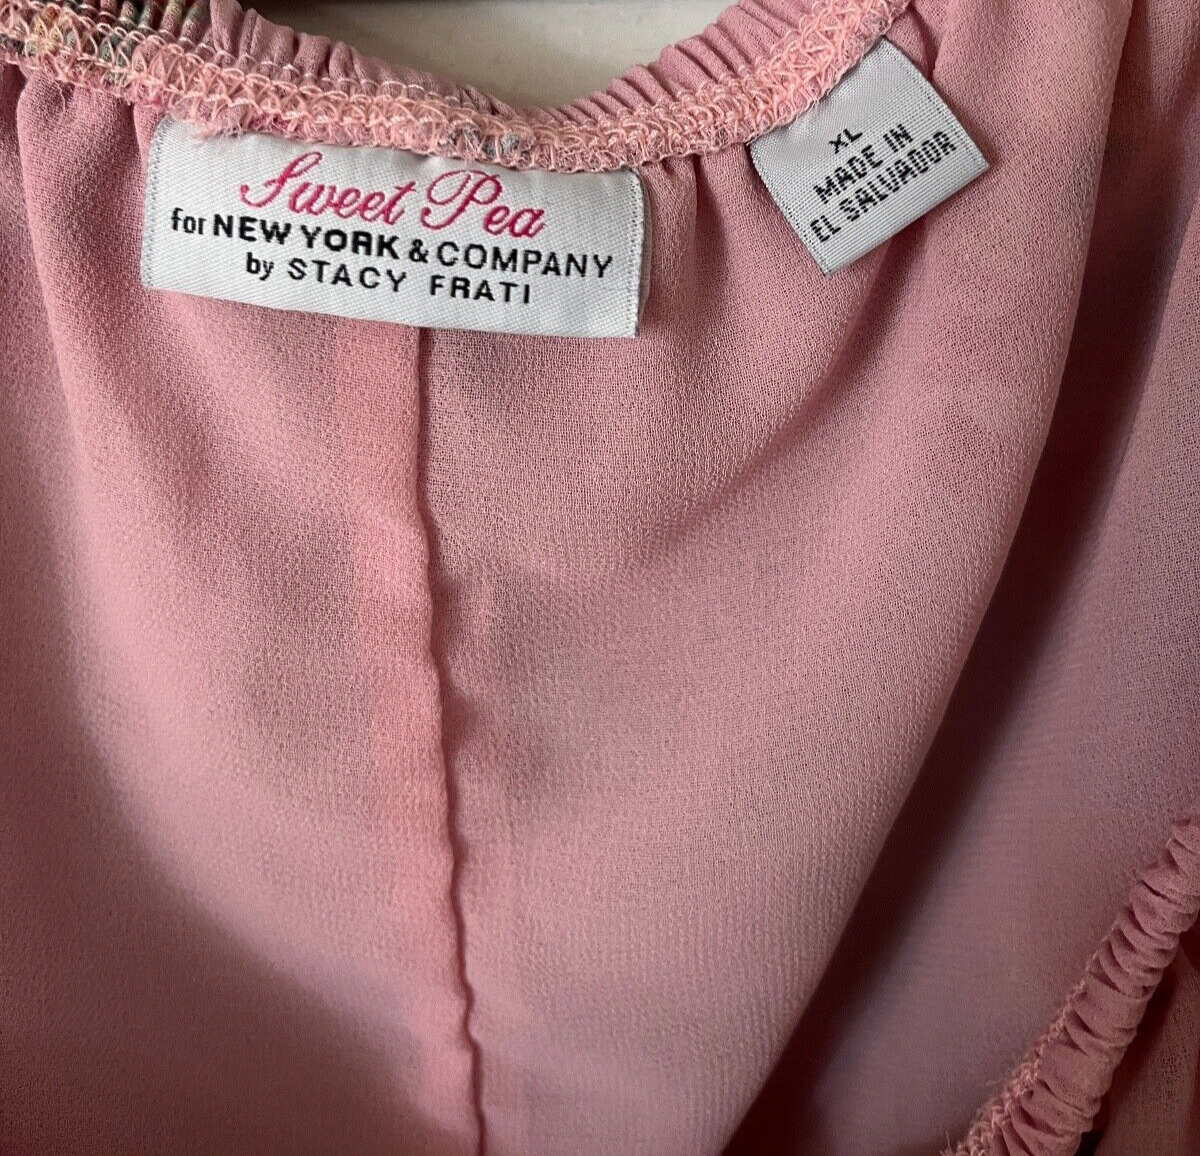 Sweet Pea
for NEW YORK & COMPANY
by STACY FRATI
XL
MADE IN
EL SALVADOR